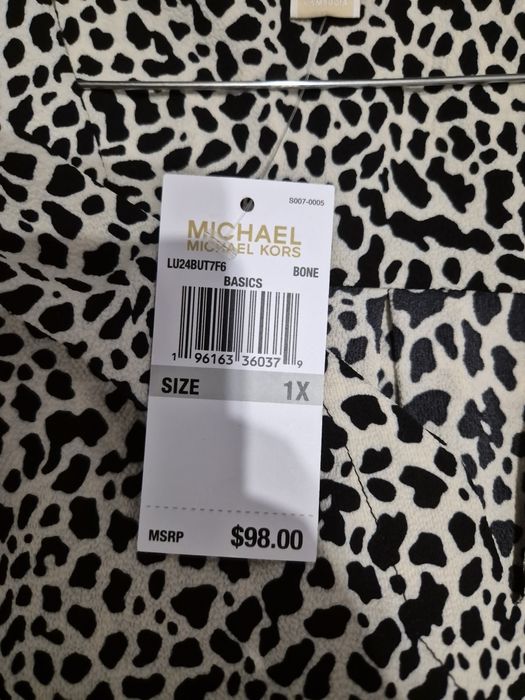 S007-0005
MICHAEL
MICHAEL KORS
LU24BUT7F6 BONE
BASICS
1 96163 36037 9
SIZE 1X
MSRP $98.00